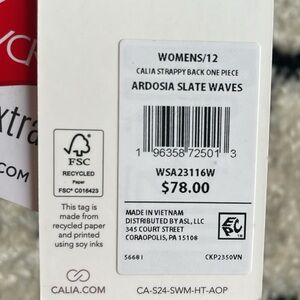 WOMENS/12
CALIA STRAPPY BACK ONE PIECE
ARDOSIA SLATE WAVES
1 96358 72501 3
WSA23116W
$78.00
MADE IN VIETNAM
DISTRIBUTED BY ASL, LLC
345 COURT STREET
CORAOPOLIS, PA 15108
56681
CKP2350VN
FSC
RECYCLED
Paper
FSC® C016423
This tag is
made from
recycled paper
and printed
using soy inks
CALIA.COM
CA-S24-SWM-HT-AOP
xtra
COM